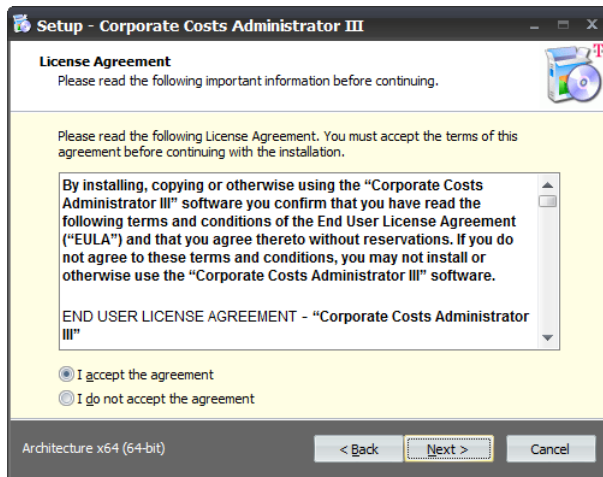 Setup - Corporate Costs Administrator III
License Agreement
Please read the following important information before continuing.
T
Please read the following License Agreement. You must accept the terms of this
agreement before continuing with the installation.
By installing, copying or otherwise using the “Corporate Costs
Administrator III” software you confirm that you have read the
following terms and conditions of the End User License Agreement
(“EULA”) and that you agree thereto without reservations. If you do
not agree to these terms and conditions, you may not install or
otherwise use the “Corporate Costs Administrator III” software.
END USER LICENSE AGREEMENT - “Corporate Costs Administrator
III”
I accept the agreement
I do not accept the agreement
Architecture x64 (64-bit)
< Back
Next >
Cancel